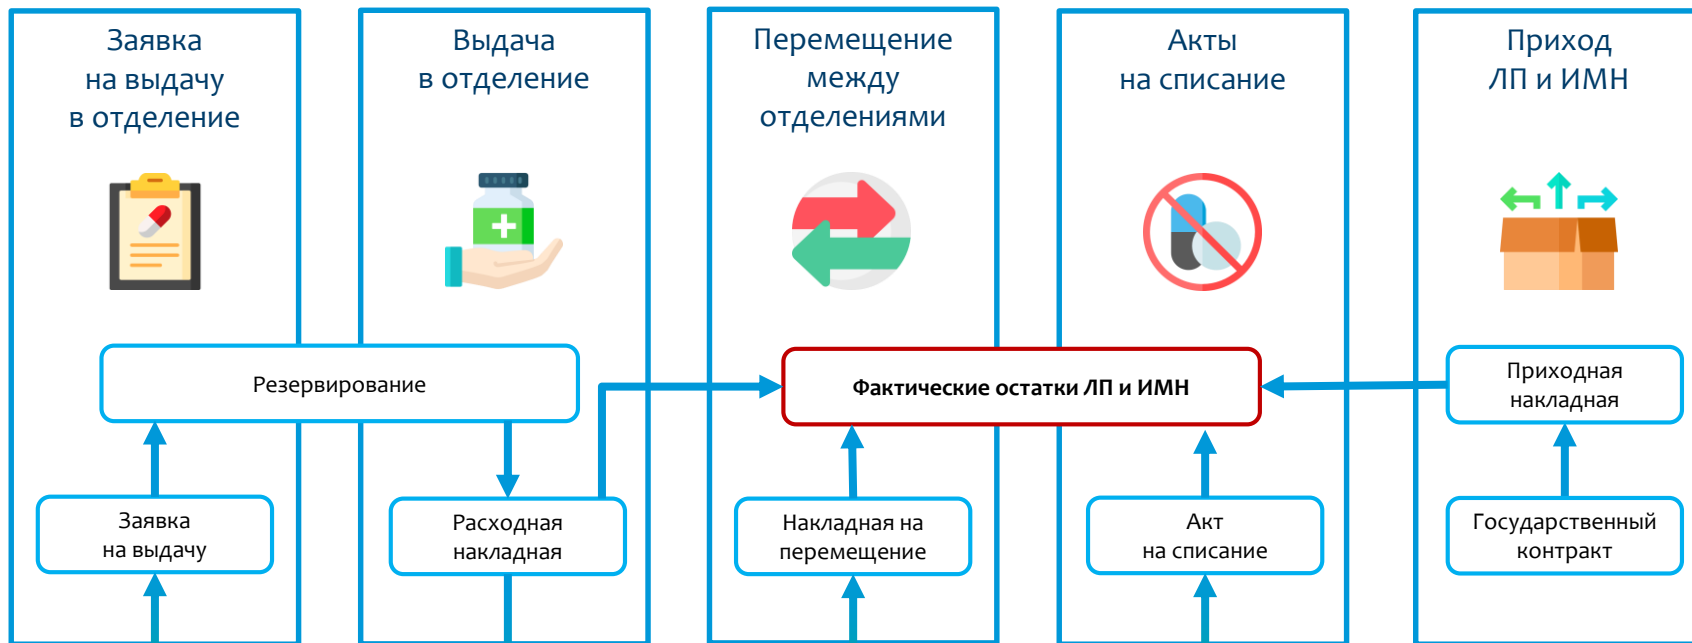 Заявка
на выдачу
в отделение
Выдача
в отделение
Перемещение
между
отделениями
Акты
на списание
Приход
ЛП и ИМН
Резервирование
Фактические остатки ЛП и ИМН
Приходная
накладная
Заявка
на выдачу
Расходная
накладная
Накладная на
перемещение
Акт
на списание
Государственный
контракт